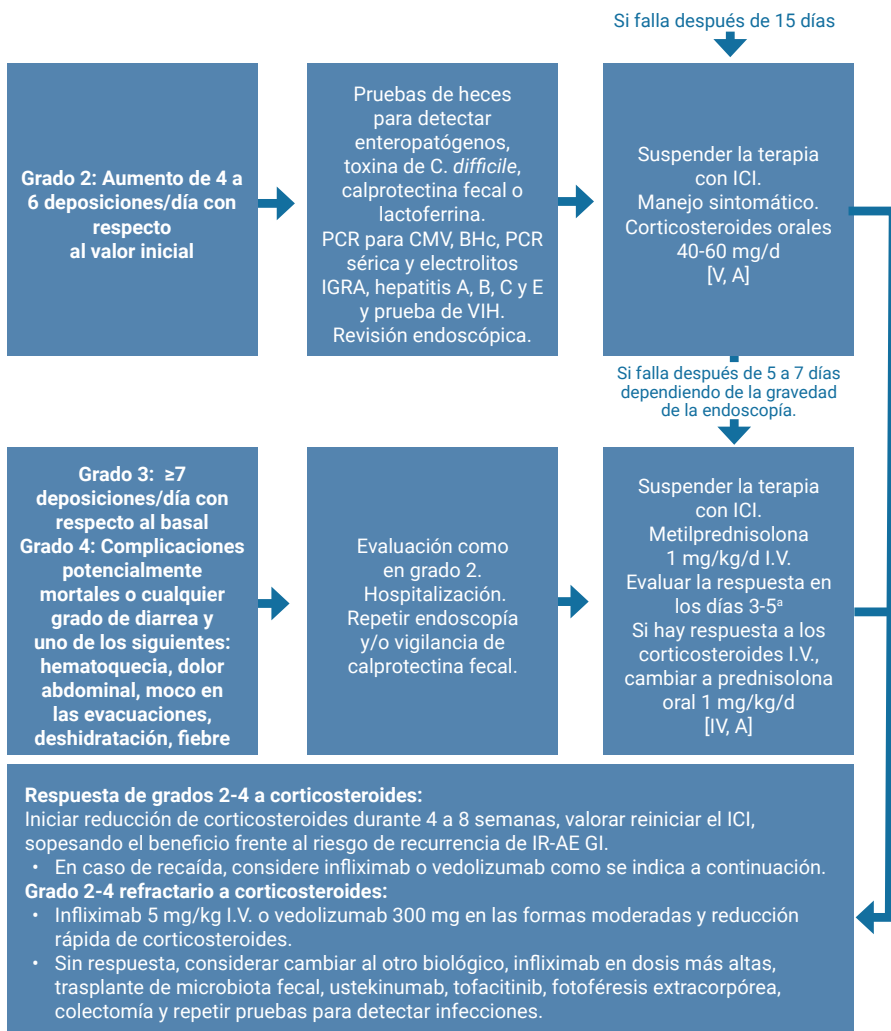 Si falla después de 15 días
Grado 2: Aumento de 4 a
6 deposiciones/día con
respecto
al valor inicial
Pruebas de heces
para detectar
enteropatógenos,
toxina de C. difficile,
calprotectina fecal o
lactoferrina.
PCR para CMV, BHc, PCR
sérica y electrolitos
IGRA, hepatitis A, B, C y E
y prueba de VIH.
Revisión endoscópica.
Suspender la terapia
con ICI.
Manejo sintomático.
Corticosteroides orales
40-60 mg/d
[V, A]
Si falla después de 5 a 7 días
dependiendo de la gravedad
de la endoscopía.
Grado 3: ≥7
deposiciones/día con
respecto al basal
Grado 4: Complicaciones
potencialmente
mortales o cualquier
grado de diarrea y
uno de los siguientes:
hematoquecia, dolor
abdominal, moco en
las evacuaciones,
deshidratación, fiebre
Evaluación como
en grado 2.
Hospitalización.
Repetir endoscopía
y/o vigilancia de
calprotectina fecal.
Suspender la terapia
con ICI.
Metilprednisolona
1 mg/kg/d I.V.
Evaluar la respuesta en
los días 3-5ª
Si hay respuesta a los
corticosteroides I.V.,
cambiar a prednisolona
oral 1 mg/kg/d
[IV, A]
Respuesta de grados 2-4 a corticosteroides:
Iniciar reducción de corticosteroides durante 4 a 8 semanas, valorar reiniciar el ICI,
sopesando el beneficio frente al riesgo de recurrencia de IR-AE GI.
• En caso de recaída, considere infliximab o vedolizumab como se indica a continuación.
Grado 2-4 refractario a corticosteroides:
• Infliximab 5 mg/kg I.V. o vedolizumab 300 mg en las formas moderadas y reducción
rápida de corticosteroides.
• Sin respuesta, considerar cambiar al otro biológico, infliximab en dosis más altas,
trasplante de microbiota fecal, ustekinumab, tofacitinib, fotoféresis extracorpórea,
colectomía y repetir pruebas para detectar infecciones.